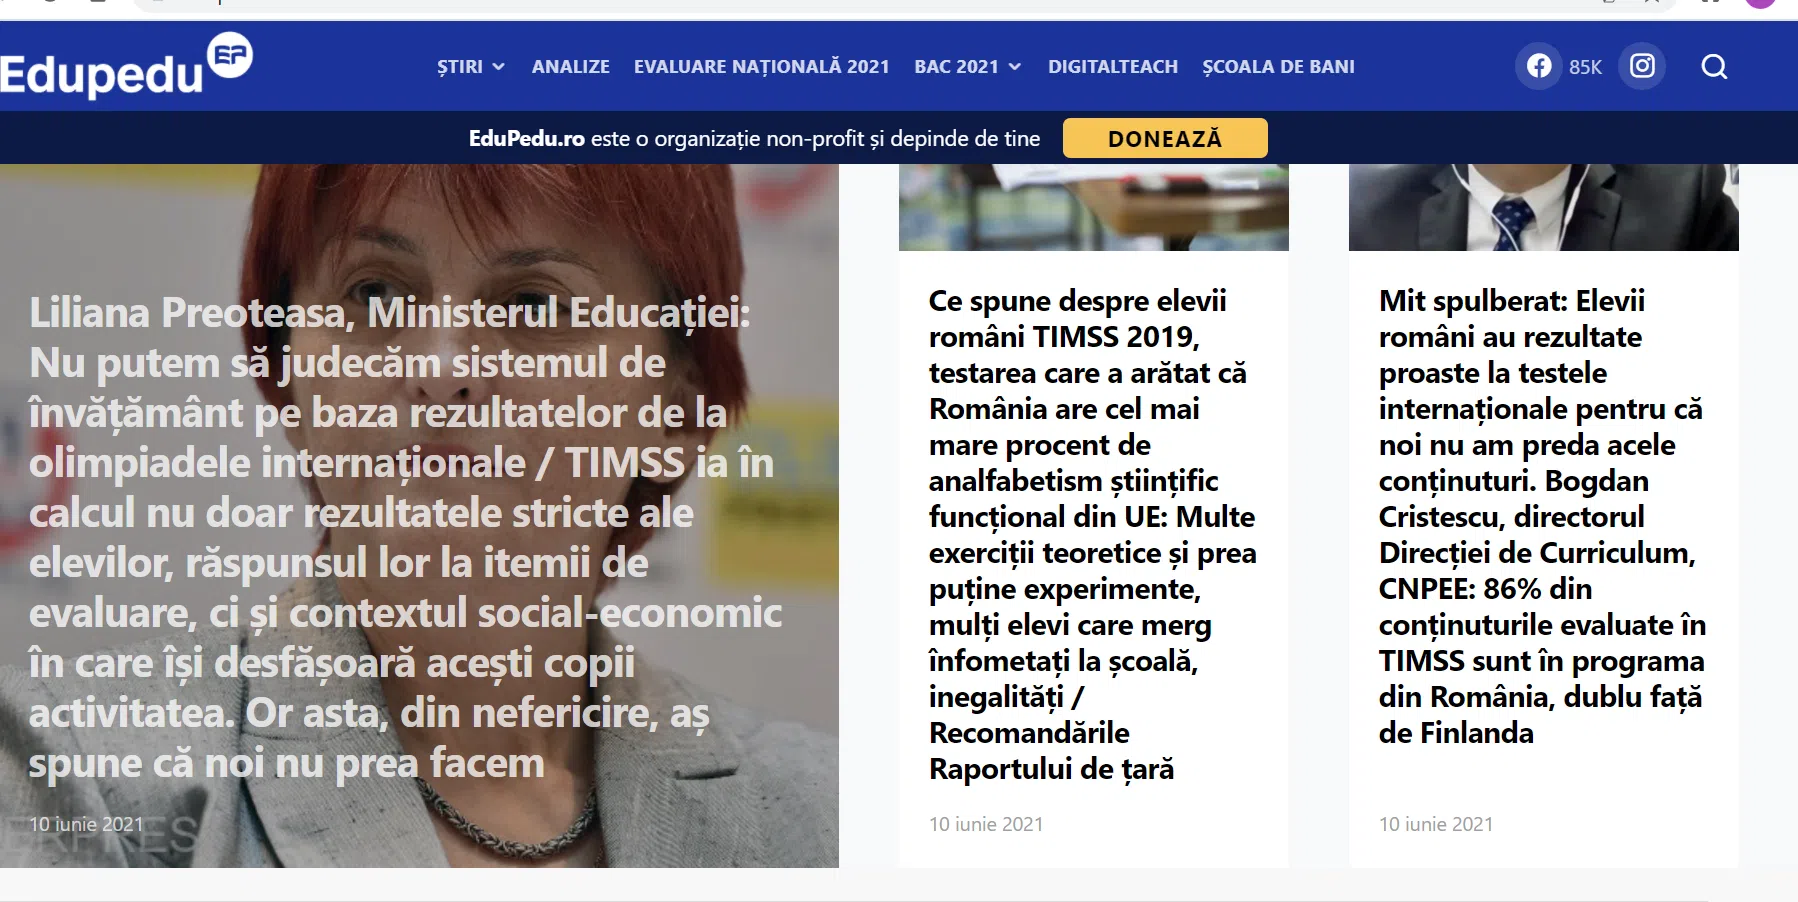 Edupedu EP
ȘTIRI ANALIZE EVALUARE NAȚIONALĂ 2021 BAC 2021 DIGITALTEACH ȘCOALA DE BANI 85K
EduPedu.ro este o organizație non-profit și depinde de tine DONEAZĂ
Liliana Preoteasa, Ministerul Educației:
Nu putem să judecăm sistemul de
învățământ pe baza rezultatelor de la
olimpiadele internaționale / TIMSS ia în
calcul nu doar rezultatele stricte ale
elevilor, răspunsul lor la itemii de
evaluare, ci și contextul social-economic
în care își desfășoară acești copii
activitatea. Or asta, din nefericire, aș
spune că noi nu prea facem
10 iunie 2021
Ce spune despre elevii
români TIMSS 2019,
testarea care a arătat că
România are cel mai
mare procent de
analfabetism științific
funcțional din UE: Multe
exerciții teoretice și prea
puține experimente,
mulți elevi care merg
înfometați la școală,
inegalități /
Recomandările
Raportului de țară
10 iunie 2021
Mit spulberat: Elevii
români au rezultate
proaste la testele
internaționale pentru că
noi nu am preda acele
conținuturi. Bogdan
Cristescu, directorul
Direcției de Curriculum,
CNPEE: 86% din
conținuturile evaluate în
TIMSS sunt în programa
din România, dublu față
de Finlanda
10 iunie 2021